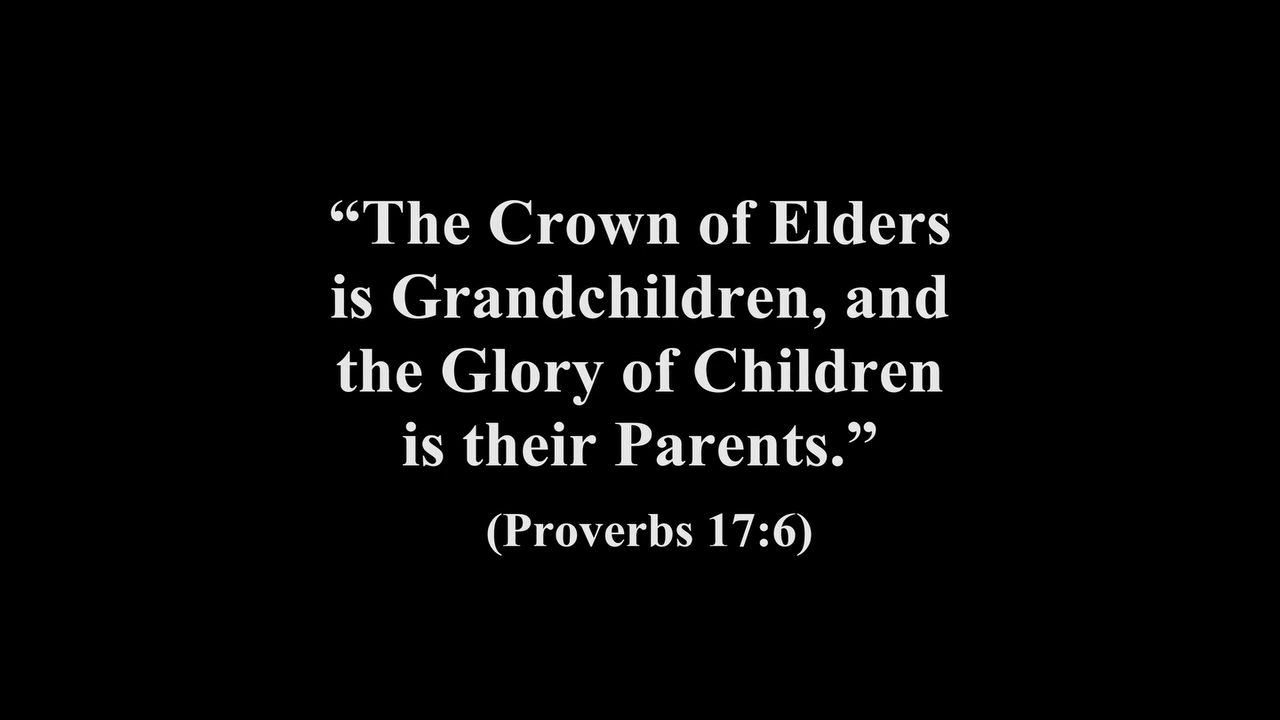 “The Crown of Elders
is Grandchildren, and
the Glory of Children
is their Parents.”
(Proverbs 17:6)